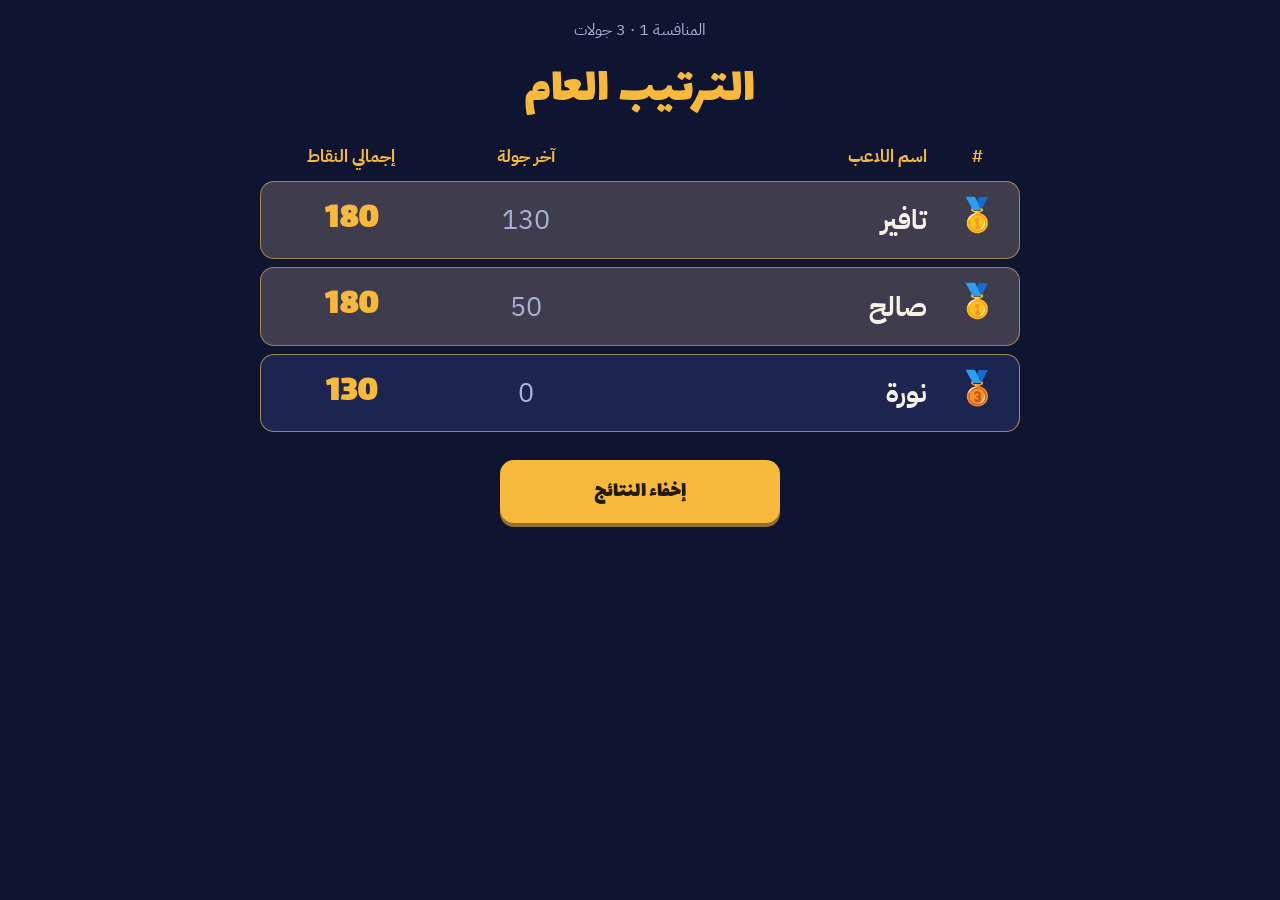 المنافسة 1 · 3 جولات
الترتيب العام
# اسم اللاعب آخر جولة إجمالي النقاط
🥇 تافير 130 180
🥇 صالح 50 180
🥉 نورة 0 130
إخفاء النتائج